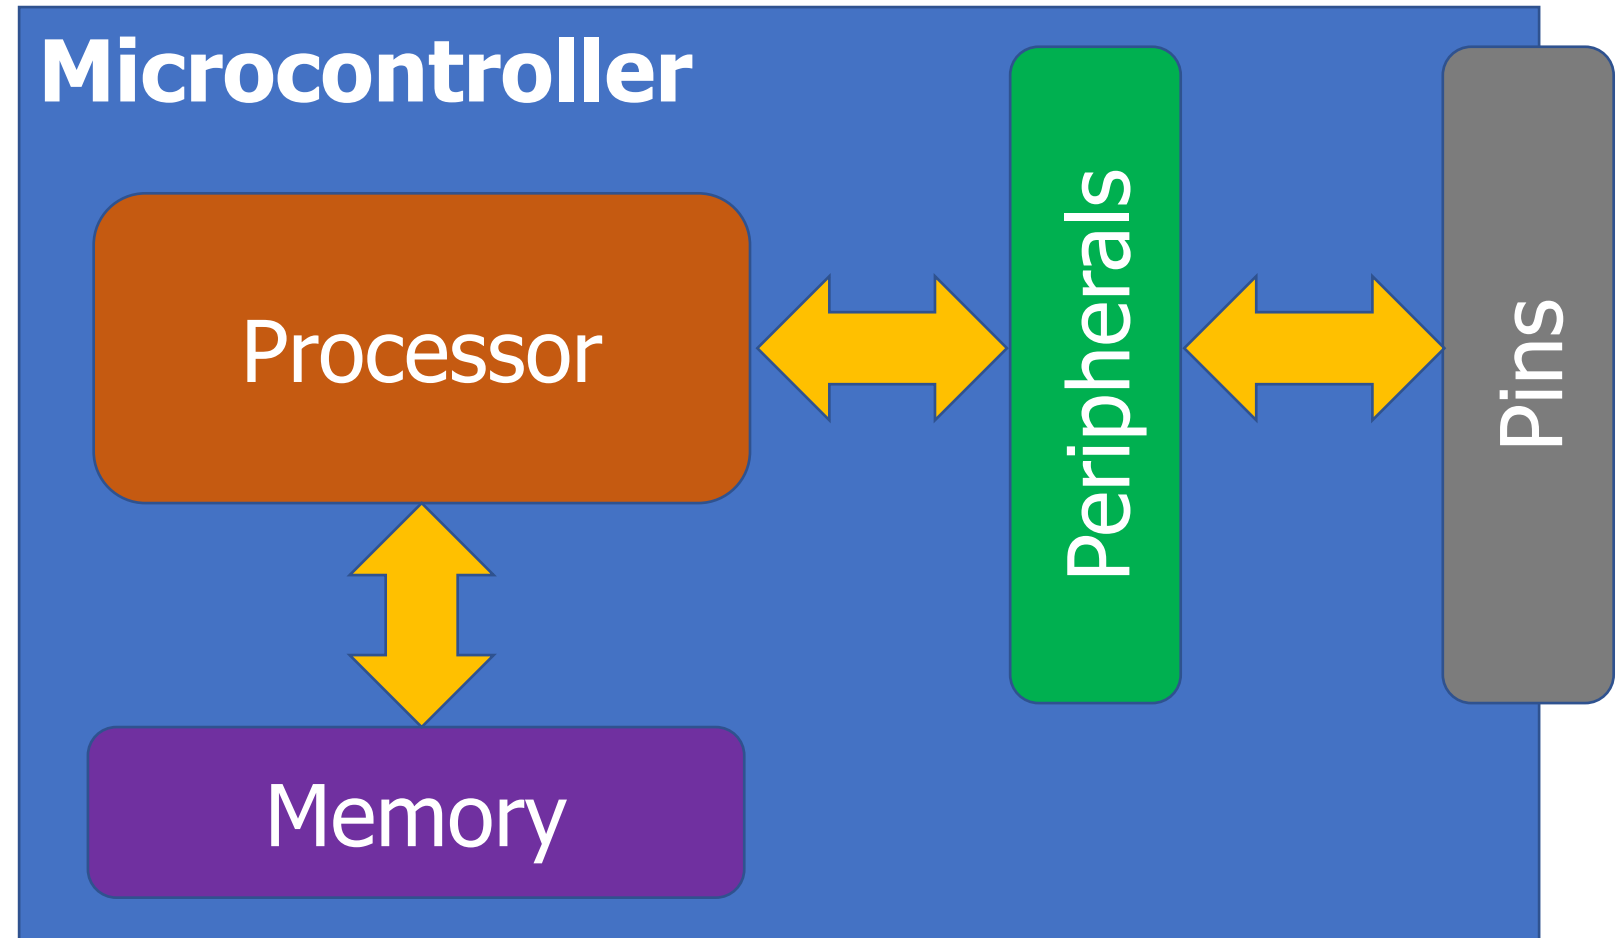 Microcontroller
Processor
Peripherals
Pins
Memory